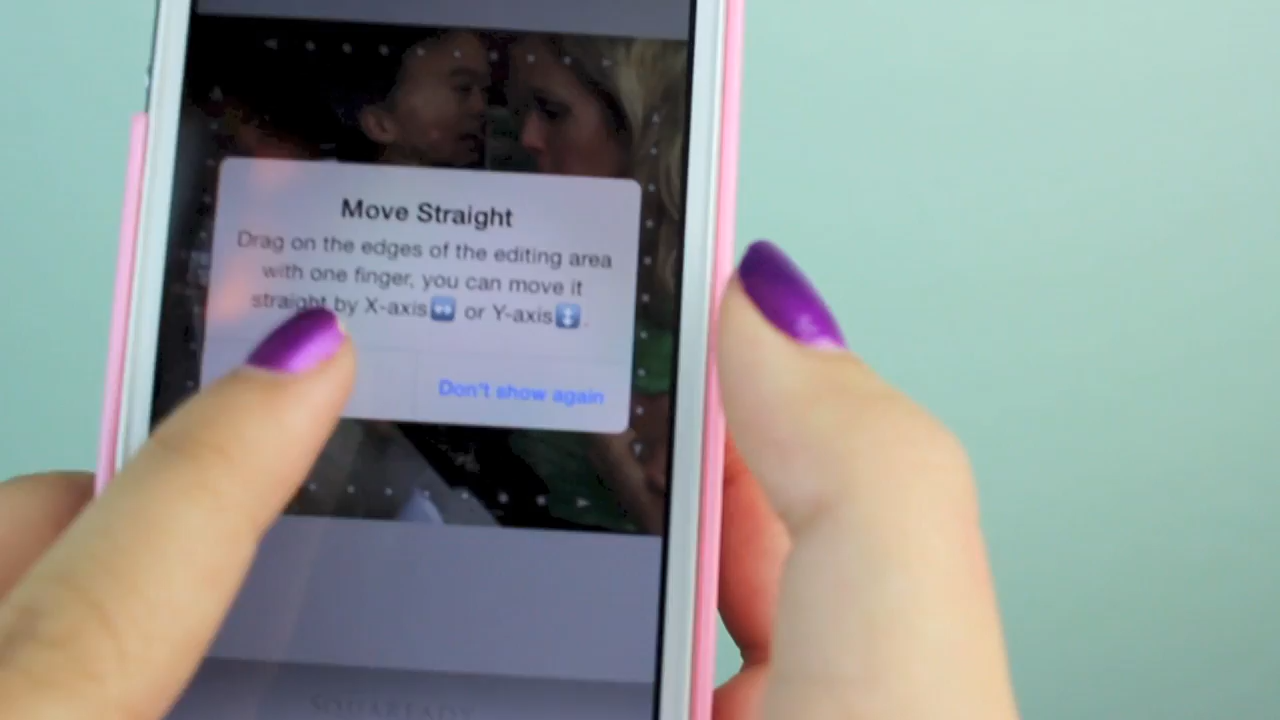 Move Straight
Drag on the edges of the editing area
with one finger, you can move it
straight by X-axis↔️ or Y-axis↕️.
Don't show again
SQUAREADY